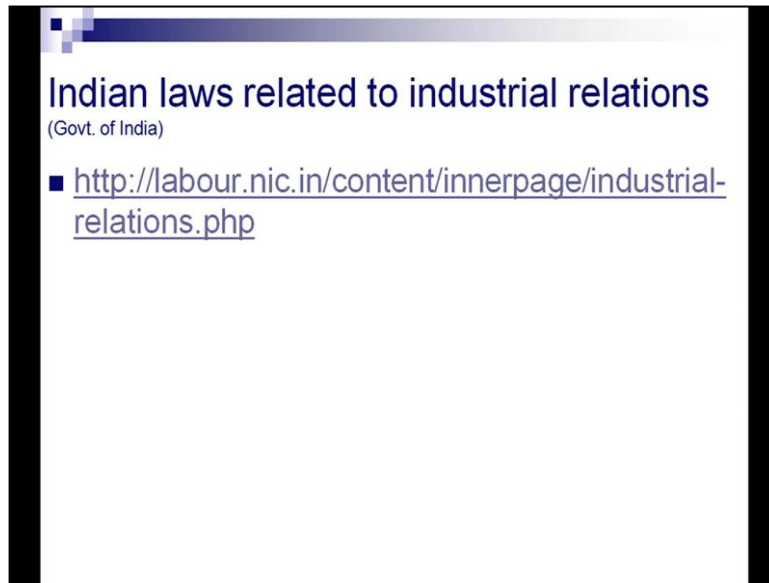 Indian laws related to industrial relations
(Govt. of India)
http://labour.nic.in/content/innerpage/industrial-
relations.php